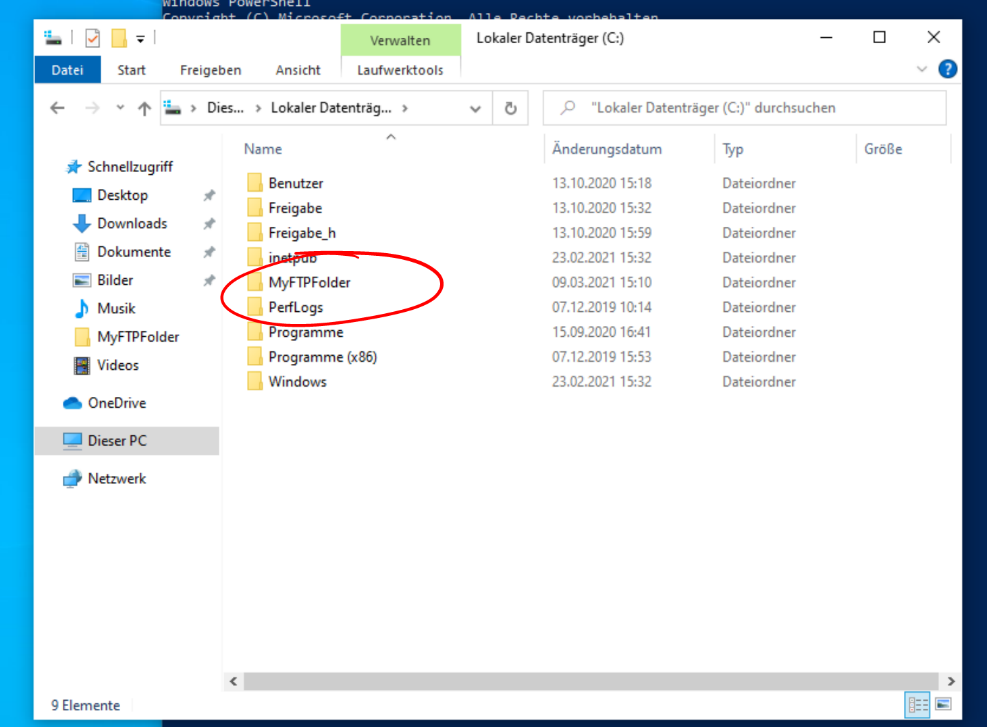 Windows PowerShell
Copyright (C) Microsoft Corporation. Alle Rechte vorbehalten.
Verwalten
Lokaler Datenträger (C:)
Datei Start Freigeben Ansicht Laufwerktools
Dies... Lokaler Datenträg... "Lokaler Datenträger (C:)" durchsuchen
Name Änderungsdatum Typ Größe
Schnellzugriff
Desktop
Downloads
Dokumente
Bilder
Musik
MyFTPFolder
Videos
OneDrive
Dieser PC
Netzwerk
Benutzer 13.10.2020 15:18 Dateiordner
Freigabe 13.10.2020 15:32 Dateiordner
Freigabe_h 13.10.2020 15:59 Dateiordner
inetpub 23.02.2021 15:32 Dateiordner
MyFTPFolder 09.03.2021 15:10 Dateiordner
PerfLogs 07.12.2019 10:14 Dateiordner
Programme 15.09.2020 16:41 Dateiordner
Programme (x86) 07.12.2019 15:53 Dateiordner
Windows 23.02.2021 15:32 Dateiordner
9 Elemente